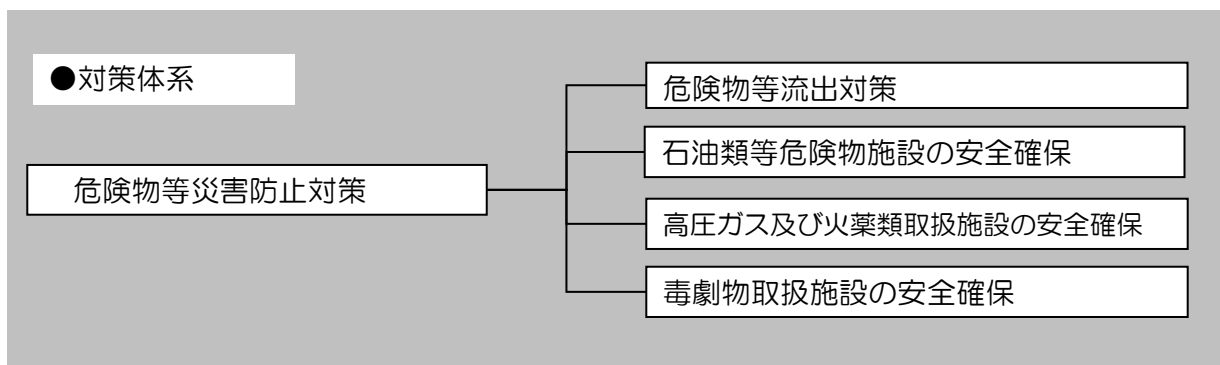 ●対策体系
危険物等災害防止対策
危険物等流出対策
石油類等危険物施設の安全確保
高圧ガス及び火薬類取扱施設の安全確保
毒劇物取扱施設の安全確保